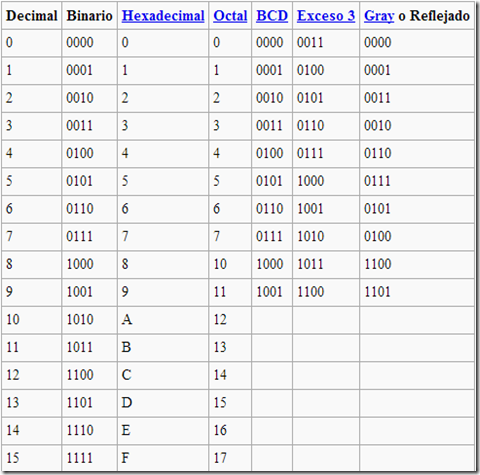 Decimal Binario Hexadecimal Octal BCD Exceso 3 Gray o Reflejado
0 0000 0 0 0000 0011 0000
1 0001 1 1 0001 0100 0001
2 0010 2 2 0010 0101 0011
3 0011 3 3 0011 0110 0010
4 0100 4 4 0100 0111 0110
5 0101 5 5 0101 1000 0111
6 0110 6 6 0110 1001 0101
7 0111 7 7 0111 1010 0100
8 1000 8 10 1000 1011 1100
9 1001 9 11 1001 1100 1101
10 1010 A 12
11 1011 B 13
12 1100 C 14
13 1101 D 15
14 1110 E 16
15 1111 F 17